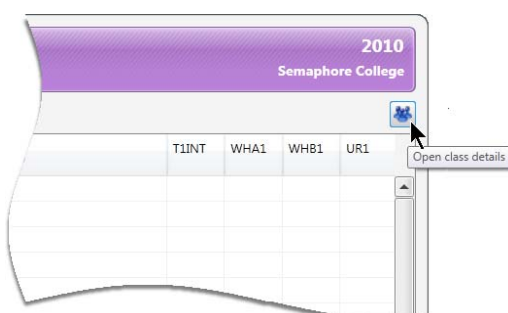 2010
Semaphore College
T1INT WHA1 WHB1 UR1
Open class details